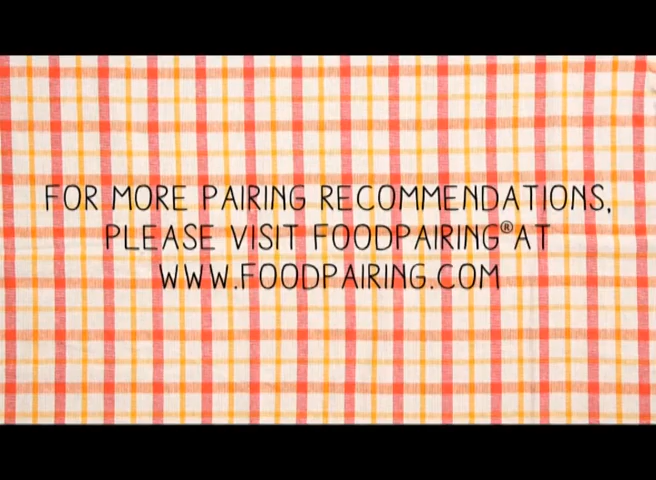 FOR MORE PAIRING RECOMMENDATIONS,
PLEASE VISIT FOODPAIRING® AT
WWW.FOODPAIRING.COM